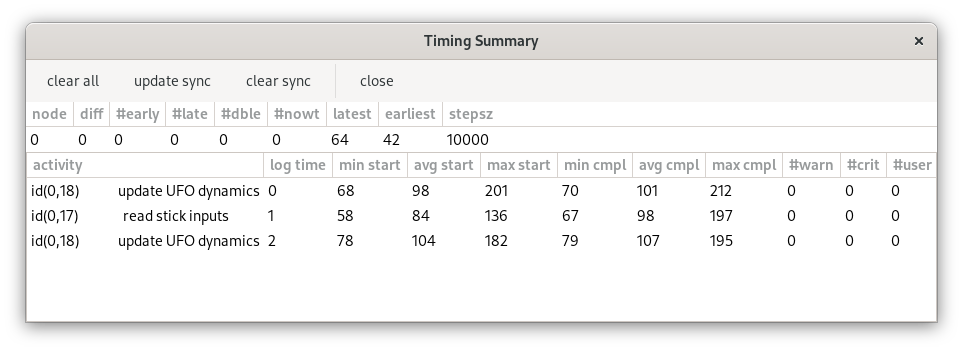 Timing Summary ×
clear all update sync clear sync close
node diff #early #late #dble #nowt latest earliest stepsz
0 0 0 0 0 0 64 42 10000
activity log time min start avg start max start min cmpl avg cmpl max cmpl #warn #crit #user
id(0,18) update UFO dynamics 0 68 98 201 70 101 212 0 0 0
id(0,17) read stick inputs 1 58 84 136 67 98 197 0 0 0
id(0,18) update UFO dynamics 2 78 104 182 79 107 195 0 0 0